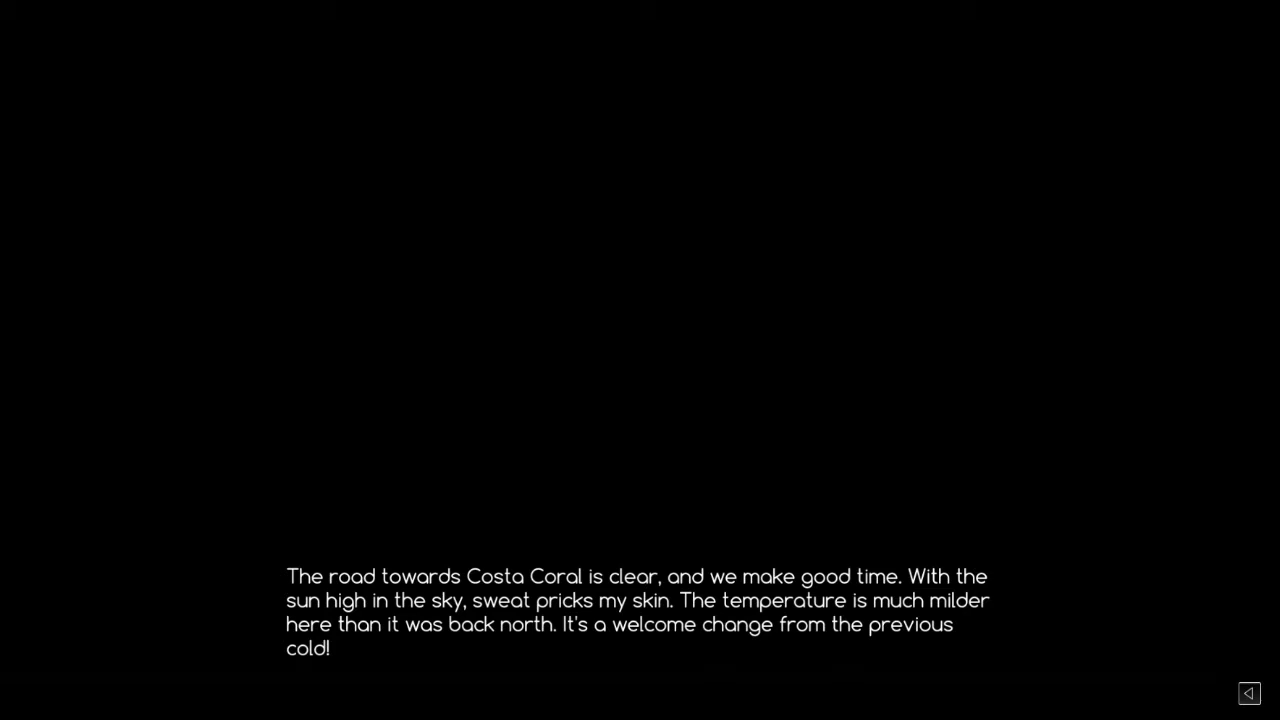 The road towards Costa Coral is clear, and we make good time. With the
sun high in the sky, sweat pricks my skin. The temperature is much milder
here than it was back north. It's a welcome change from the previous
cold!